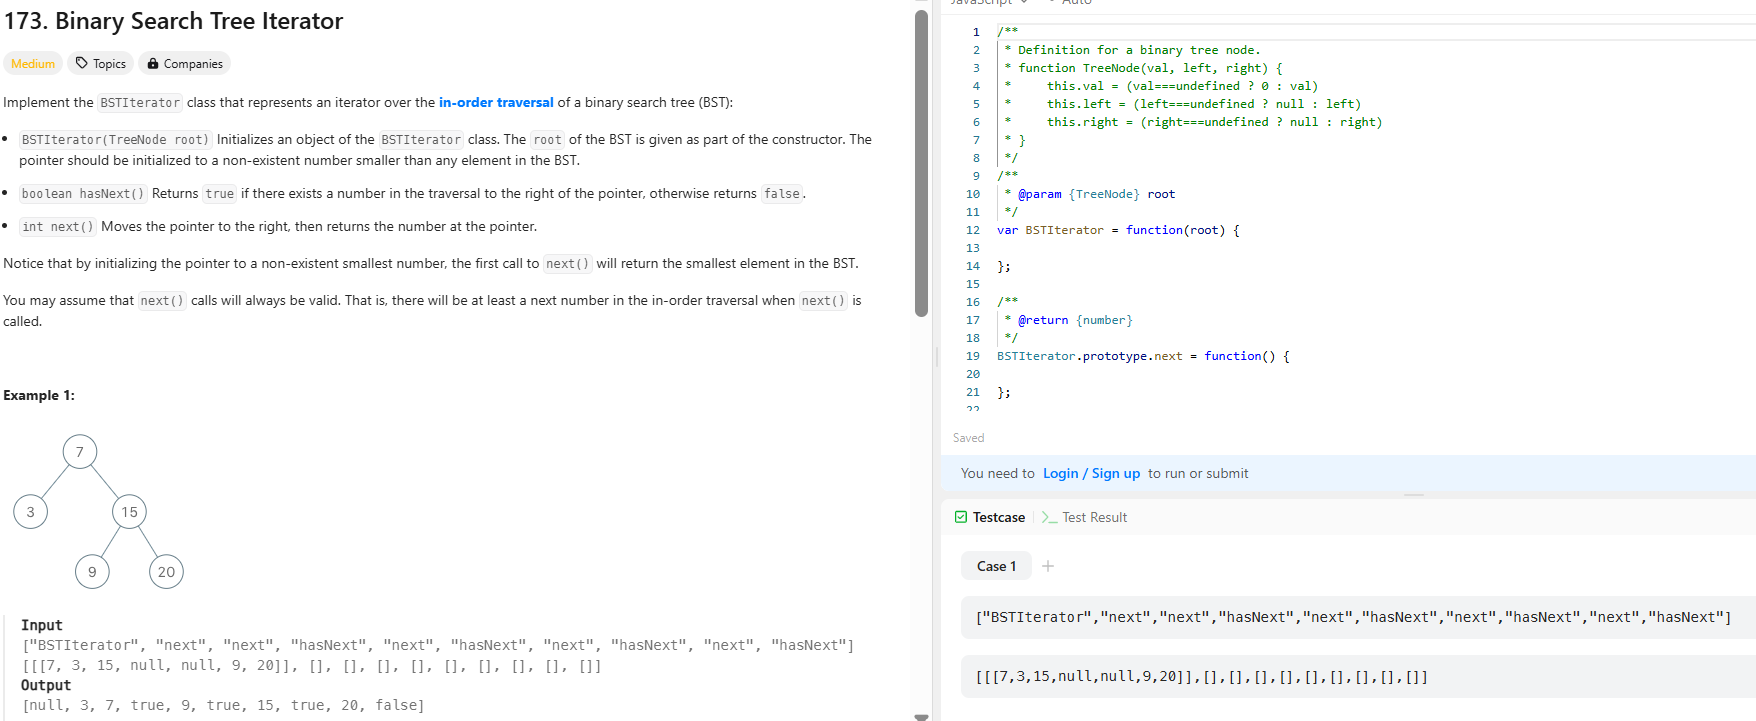 173. Binary Search Tree Iterator
Medium Topics Companies
Implement the BSTIterator class that represents an iterator over the in-order traversal of a binary search tree (BST):
• BSTIterator(TreeNode root) Initializes an object of the BSTIterator class. The root of the BST is given as part of the constructor. The
pointer should be initialized to a non-existent number smaller than any element in the BST.
• boolean hasNext() Returns true if there exists a number in the traversal to the right of the pointer, otherwise returns false.
• int next() Moves the pointer to the right, then returns the number at the pointer.
Notice that by initializing the pointer to a non-existent smallest number, the first call to next() will return the smallest element in the BST.
You may assume that next() calls will always be valid. That is, there will be at least a next number in the in-order traversal when next() is
called.
Example 1:
7
3 15
9 20
Input
["BSTIterator", "next", "next", "hasNext", "next", "hasNext", "next", "hasNext", "next", "hasNext"]
[[[7, 3, 15, null, null, 9, 20]], [], [], [], [], [], [], [], [], []]
Output
[null, 3, 7, true, 9, true, 15, true, 20, false]
JavaScript Auto
1 /**
2  * Definition for a binary tree node.
3  * function TreeNode(val, left, right) {
4  *     this.val = (val===undefined ? 0 : val)
5  *     this.left = (left===undefined ? null : left)
6  *     this.right = (right===undefined ? null : right)
7  * }
8  */
9 /**
10  * @param {TreeNode} root
11  */
12 var BSTIterator = function(root) {
13
14 };
15
16 /**
17  * @return {number}
18  */
19 BSTIterator.prototype.next = function() {
20
21 };
22
Saved
You need to Login / Sign up to run or submit
Testcase Test Result
Case 1 +
["BSTIterator","next","next","hasNext","next","hasNext","next","hasNext","next","hasNext"]
[[[7,3,15,null,null,9,20]],[],[],[],[],[],[],[],[],[]]